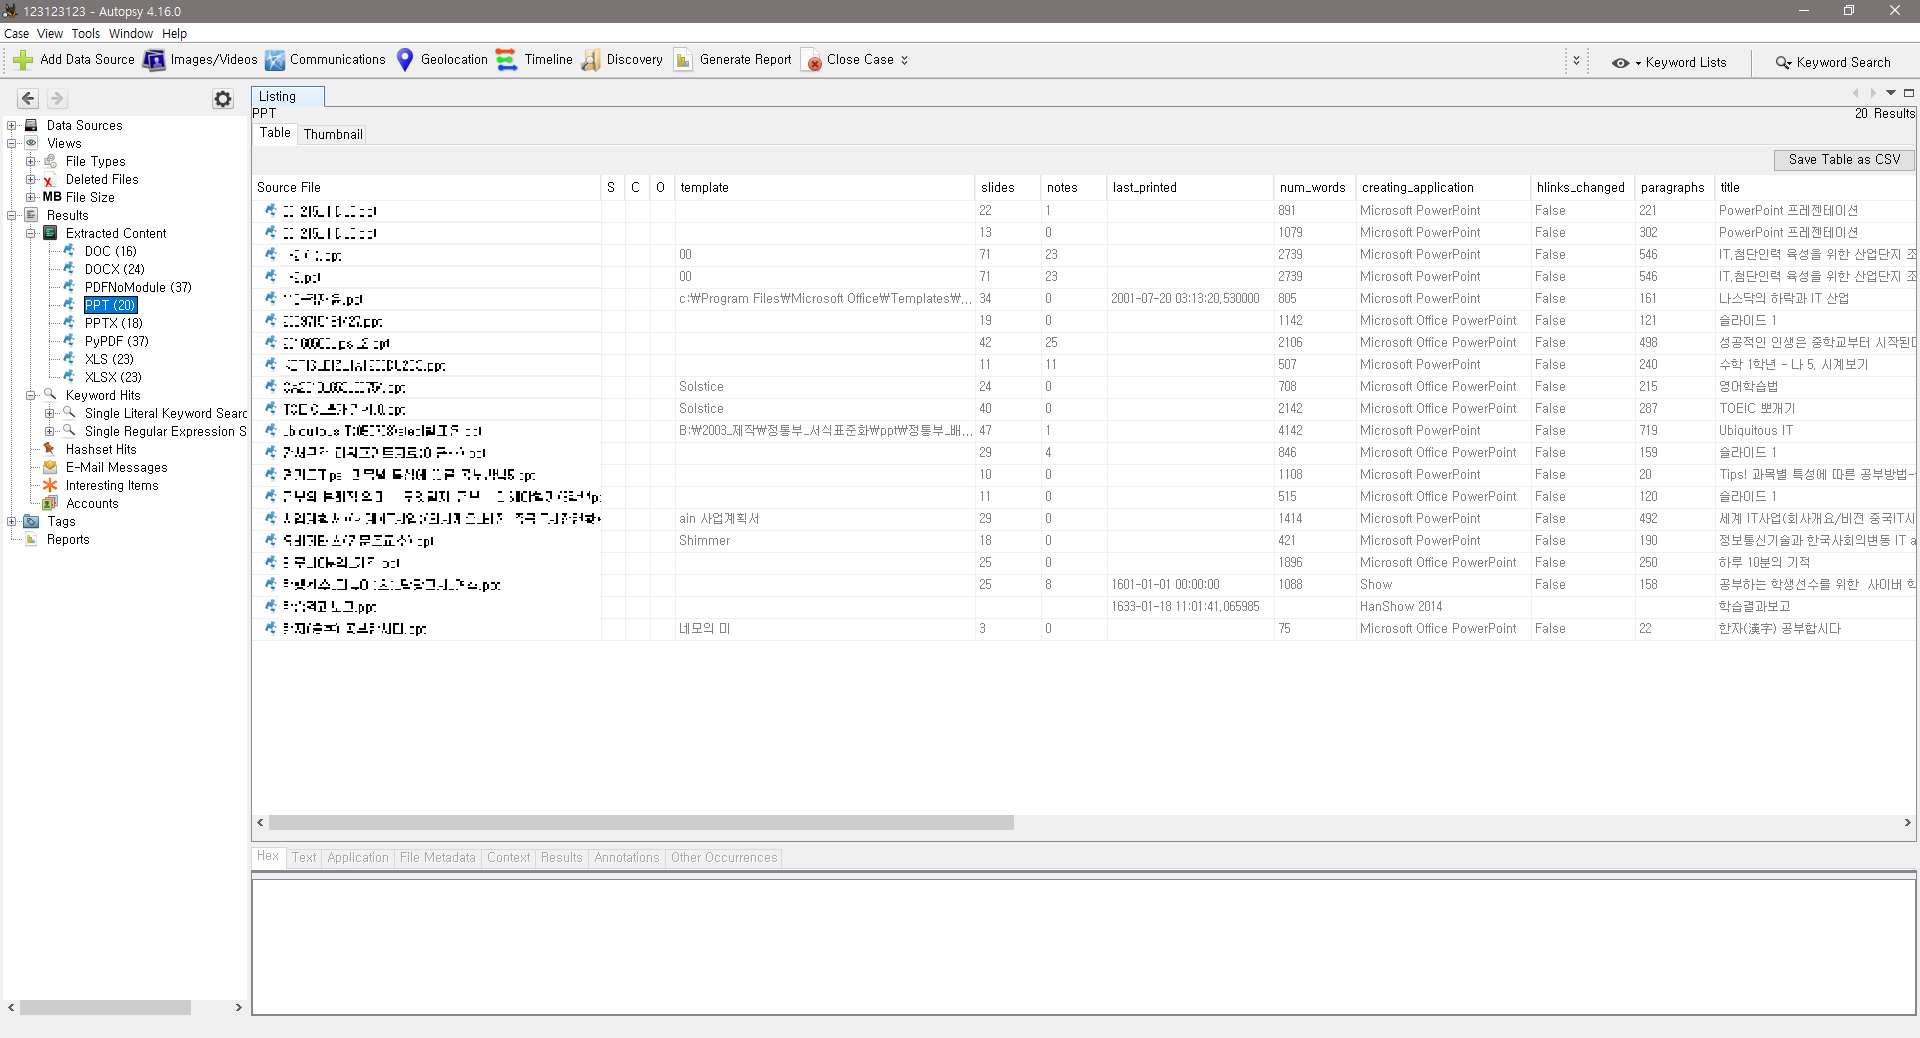 123123123 - Autopsy 4.16.0
Case View Tools Window Help
Add Data Source Images/Videos Communications Geolocation Timeline Discovery Generate Report Close Case Keyword Lists Keyword Search
Listing
PPT
20 Results
Table Thumbnail
Save Table as CSV
Data Sources
Views
File Types
Deleted Files
MB File Size
Results
Extracted Content
DOC (16)
DOCX (24)
PDFNoModule (37)
PPT (20)
PPTX (18)
PyPDF (37)
XLS (23)
XLSX (23)
Keyword Hits
Single Literal Keyword Searc
Single Regular Expression S
Hashset Hits
E-Mail Messages
Interesting Items
Accounts
Tags
Reports
Source File S C O template slides notes last_printed num_words creating_application hlinks_changed paragraphs title
22 1 891 Microsoft PowerPoint False 221 PowerPoint 프레젠테이션
13 0 1079 Microsoft PowerPoint False 302 PowerPoint 프레젠테이션
00 71 23 2739 Microsoft PowerPoint False 546 IT,첨단인력 육성을 위한 산업단지 조
00 71 23 2739 Microsoft PowerPoint False 546 IT,첨단인력 육성을 위한 산업단지 조
c:₩Program Files₩Microsoft Office₩Templates₩... 34 0 2001-07-20 03:13:20,530000 805 Microsoft PowerPoint False 161 나스닥의 하락과 IT 산업
19 0 1142 Microsoft Office PowerPoint False 121 슬라이드 1
42 25 2106 Microsoft Office PowerPoint False 498 성공적인 인생은 중학교부터 시작된다
11 11 507 Microsoft PowerPoint False 240 수학 1학년 - 나 5, 시계보기
Solstice 24 0 708 Microsoft Office PowerPoint False 215 영어학습법
Solstice 40 0 2142 Microsoft Office PowerPoint False 287 TOEIC 뽀개기
B:₩2003_제작₩정통부_서식표준화₩ppt₩정통부_배... 47 1 4142 Microsoft PowerPoint False 719 Ubiquitous IT
29 4 846 Microsoft Office PowerPoint False 159 슬라이드 1
10 0 1108 Microsoft Office PowerPoint False 20 Tips! 과목별 특성에 따른 공부방법-
11 0 515 Microsoft Office PowerPoint False 120 슬라이드 1
ain 사업계획서 29 0 1414 Microsoft Office PowerPoint False 492 세계 IT사업(회사개요/비전 중국IT시
Shimmer 18 0 421 Microsoft PowerPoint False 190 정보통신기술과 한국사회의변동 IT a
25 0 1896 Microsoft Office PowerPoint False 250 하루 10분의 기적
25 8 1601-01-01 00:00:00 1088 Show False 158 공부하는 학생선수를 위한 사이버 학
1633-01-18 11:01:41,065985 HanShow 2014 학습결과보고
네모의 미 3 0 75 Microsoft Office PowerPoint False 22 한자(漢字) 공부합시다
Hex Text Application File Metadata Context Results Annotations Other Occurrences